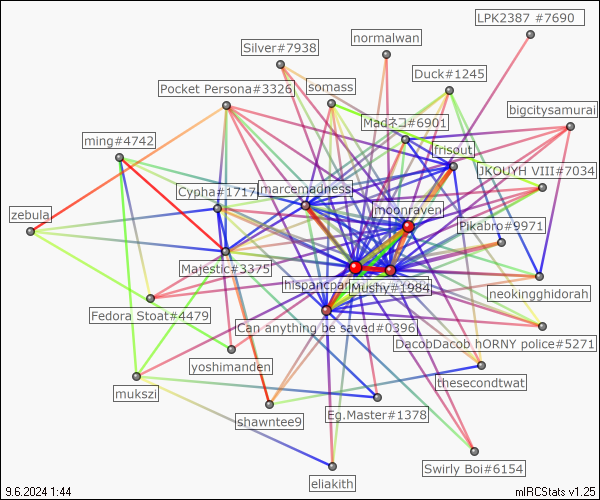 LPK2387 #7690
normalwan
Silver#7938
Duck#1245
Pocket Persona#3326
somass
bigcitysamurai
Madネコ#6901
ming#4742
frisout
JKOUYH VIII#7034
Cypha#1717
marcemadness
moonraven
zebula
Pikabro#9971
Majestic#3375
hispancpan
Mushy#1984
neokingghidorah
Fedora Stoat#4479
Can anything be saved#0396
DacobDacob hORNY police#5271
yoshimanden
thesecondtwat
mukszi
shawntee9
Eg.Master#1378
Swirly Boi#6154
eliakith
9.6.2024 1:44
mIRCStats v1.25